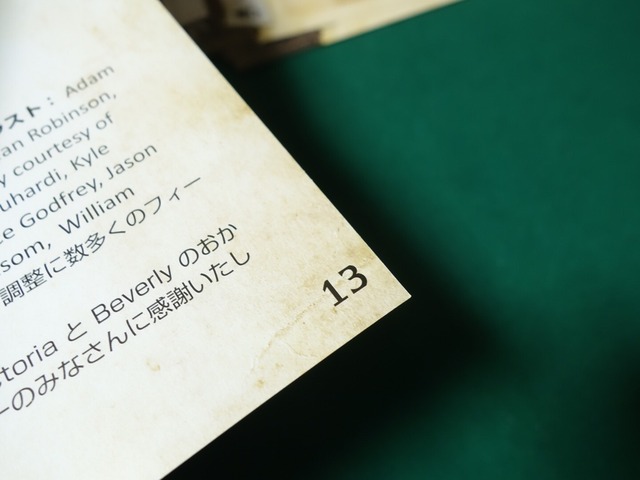 スト： Adam
an Robinson,
y courtesy of
uhardi, Kyle
ce Godfrey, Jason
som, William
調整に数多くのフィー
toria と Beverly のおか
ーのみなさんに感謝いたし
13